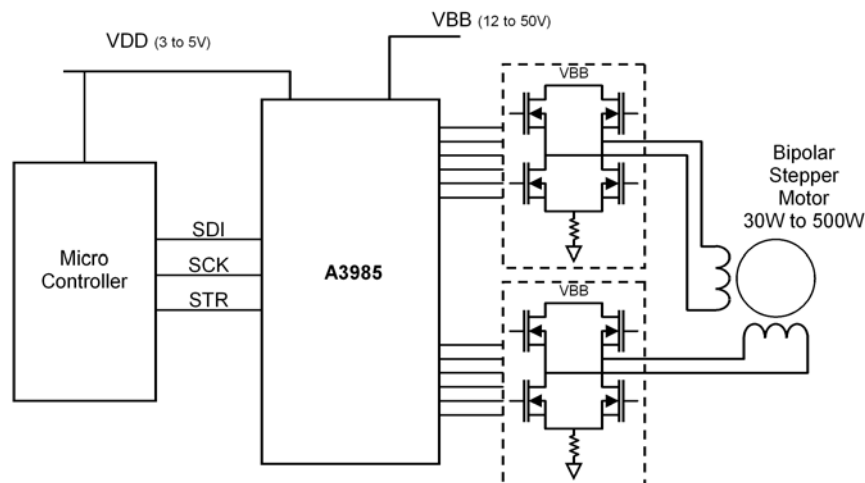 VDD (3 to 5V)
VBB (12 to 50V)
VBB
Bipolar
Stepper
Motor
30W to 500W
Micro
Controller
SDI
SCK
STR
A3985
VBB